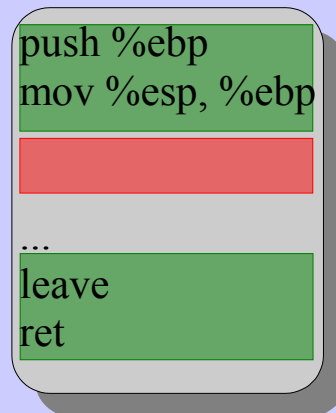 push %ebp
mov %esp, %ebp
...
leave
ret